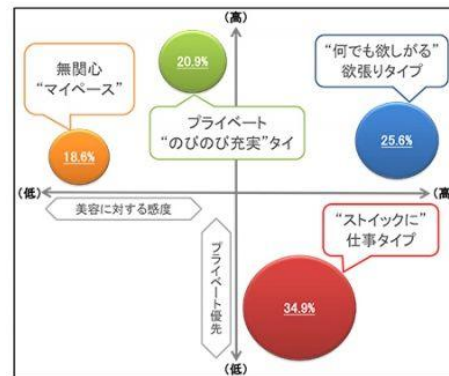 (高)
無関心
“マイペース”
20.9%
“何でも欲しがる”
欲張りタイプ
プライベート
“のびのび充実”タイ
18.6%
25.6%
(低)
(高
美容に対する感度
“ストイックに”
仕事タイプ
プライベート優先
34.9%
(低)